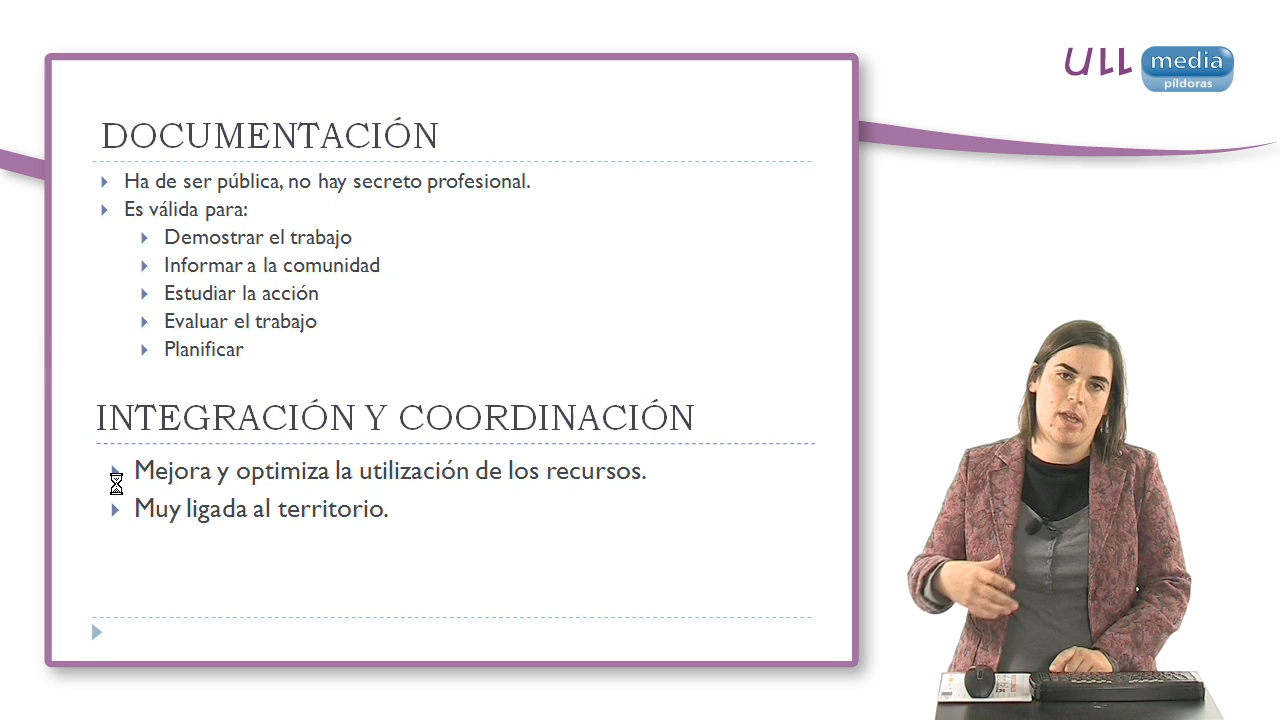 ULL media
píldoras
DOCUMENTACIÓN
Ha de ser pública, no hay secreto profesional.
Es válida para:
Demostrar el trabajo
Informar a la comunidad
Estudiar la acción
Evaluar el trabajo
Planificar
INTEGRACIÓN Y COORDINACIÓN
Mejora y optimiza la utilización de los recursos.
Muy ligada al territorio.